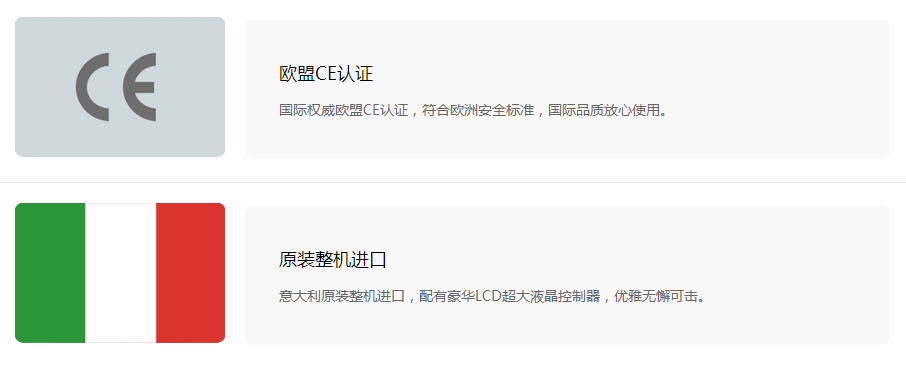 CE
欧盟CE认证
国际权威欧盟CE认证，符合欧洲安全标准，国际品质放心使用。
原装整机进口
意大利原装整机进口，配有豪华LCD超大液晶控制器，优雅无懈可击。